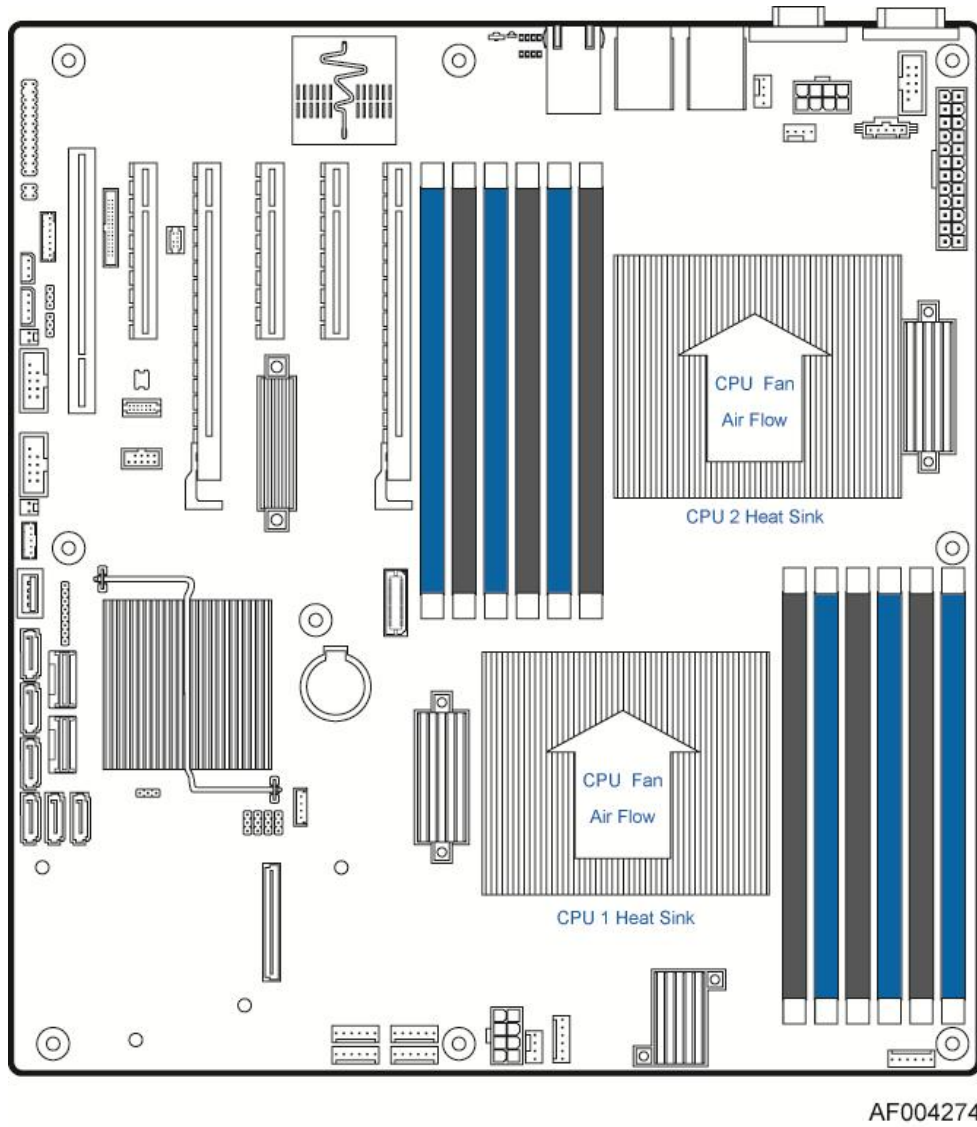 CPU Fan
Air Flow
CPU 2 Heat Sink
CPU Fan
Air Flow
CPU 1 Heat Sink
AF004274